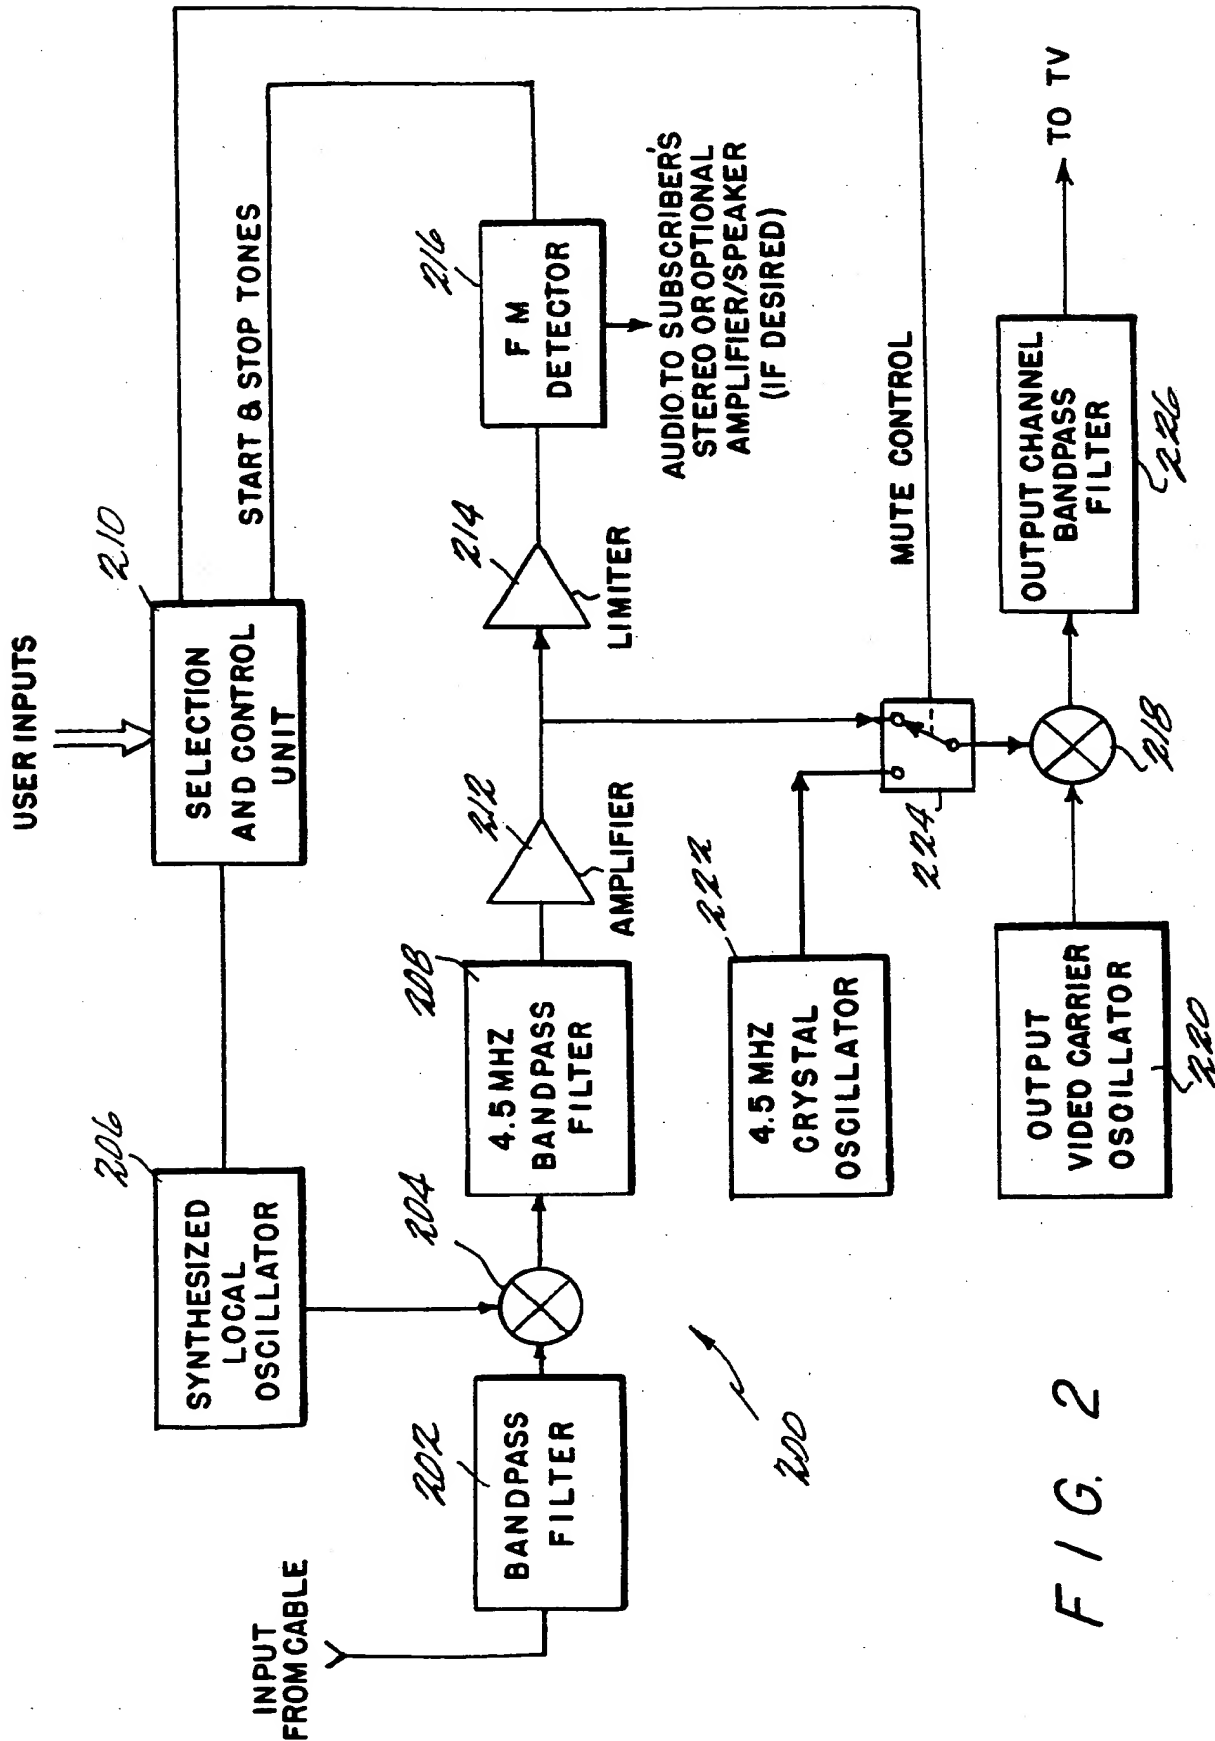 USER INPUTS
210
SELECTION
AND CONTROL
UNIT
START & STOP TONES
206
SYNTHESIZED
LOCAL
OSCILLATOR
INPUT
FROM CABLE
202
BANDPASS
FILTER
204
208
4.5 MHZ
BANDPASS
FILTER
212
AMPLIFIER
214
LIMITER
216
FM
DETECTOR
AUDIO TO SUBSCRIBER'S
STEREO OR OPTIONAL
AMPLIFIER/SPEAKER
(IF DESIRED)
200
222
4.5 MHZ
CRYSTAL
OSCILLATOR
224
MUTE CONTROL
OUTPUT
VIDEO CARRIER
OSCILLATOR
220
218
OUTPUT CHANNEL
BANDPASS
FILTER
226
TO TV
FIG. 2